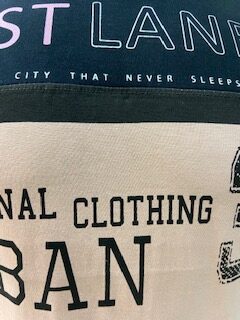 ST LANE
CITY THAT NEVER SLEEPS
NAL CLOTHING
BAN